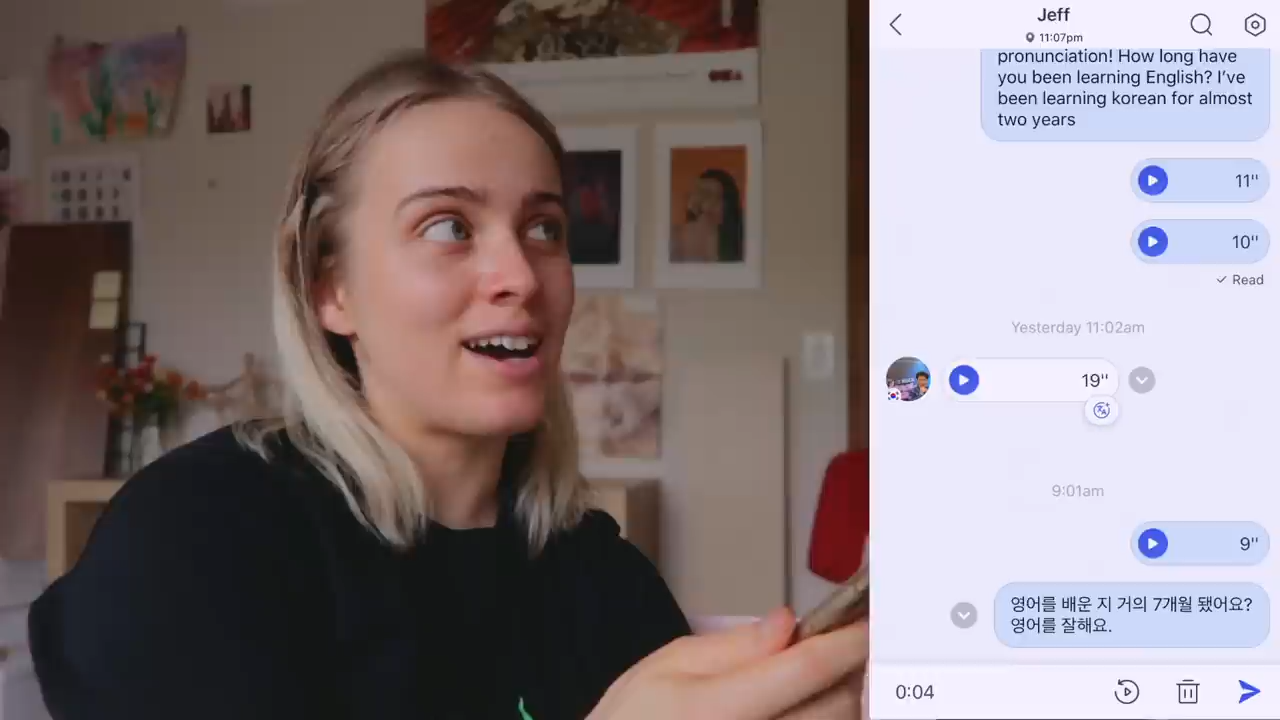 Jeff
11:07pm
pronunciation! How long have
you been learning English? I've
been learning korean for almost
two years
11''
10''
✓ Read
Yesterday 11:02am
19''
9:01am
9''
영어를 배운 지 거의 7개월 됐어요?
영어를 잘해요.
0:04